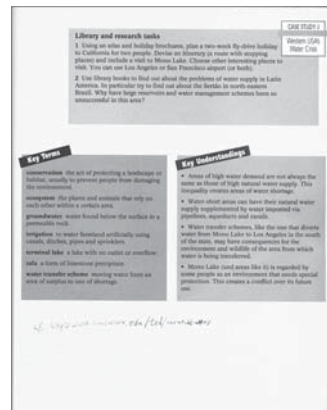 CASE STUDY 3
Western USA:
Water Crisis
Library and research tasks
1 Using an atlas and holiday brochures, plan a two-week fly-drive holiday
to California for two people. Devise an itinerary (a route with stopping
places) and include a visit to Mono Lake. Choose other interesting places to
visit. You can use Los Angeles or San Francisco airport (or both).
2 Use library books to find out about the problems of water supply in Latin
America. In particular try to find out about the Sertão in north-eastern
Brazil. Why have large reservoirs and water management schemes been so
unsuccessful in this area?
Key Terms
conservation the act of protecting a landscape or
habitat, usually to prevent people from damaging
the environment
ecosystem the plants and animals that rely on
each other within a certain area.
groundwater water found below the surface in a
permeable rock.
irrigation to water farmland artificially using
canals, ditches, pipes and sprinklers.
terminal lake a lake with no outlet or overflow
tufa a form of limestone precipitate
water transfer scheme moving water from an
area of surplus to one of shortage.
Key Understandings
• Areas of high water demand are not always the
same as those of high natural water supply. This
inequality creates areas of water shortage.
• Water short areas can have their natural water
supply supplemented by water imported via
pipelines, aqueducts and canals.
• Water transfer schemes, like the one that diverts
water from Mono Lake to Los Angeles in the south
of the state, may have consequences for the
environment and wildlife of the area from which
water is being transferred.
• Mono Lake (and areas like it) is regarded by
some people as an environment that needs special
protection. This creates a conflict over its future
use.